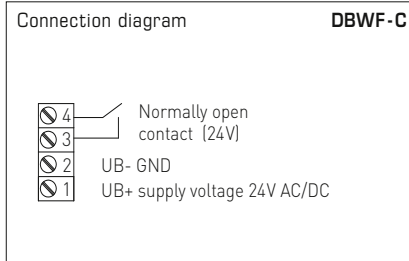 Connection diagram DBWF-C
4 Normally open
3 contact (24V)
2 UB- GND
1 UB+ supply voltage 24V AC/DC